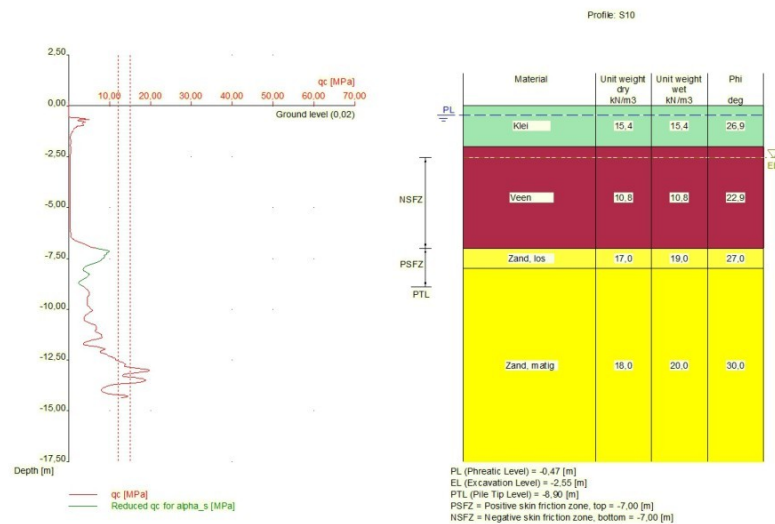 Profile: S10
2,50
qc [MPa]
10,00 20,00 30,00 40,00 50,00 60,00 70,00
0,00
Ground level (0,02)
-2,50
-5,00
-7,50
-10,00
-12,50
-15,00
-17,50
Depth [m]
qc [MPa]
Reduced qc for alpha_s [MPa]
Material Unit weight Unit weight Phi
dry wet
kN/m3 kN/m3 deg
PL
Klei 15,4 15,4 26,9
NSFZ
Veen 10,8 10,8 22,9
PSFZ
Zand, los 17,0 19,0 27,0
PTL
Zand, matig 18,0 20,0 30,0
PL (Phreatic Level) = -0,47 [m]
EL (Excavation Level) = -2,55 [m]
PTL (Pile Tip Level) = -8,90 [m]
PSFZ = Positive skin friction zone, top = -7,00 [m]
NSFZ = Negative skin friction zone, bottom = -7,00 [m]